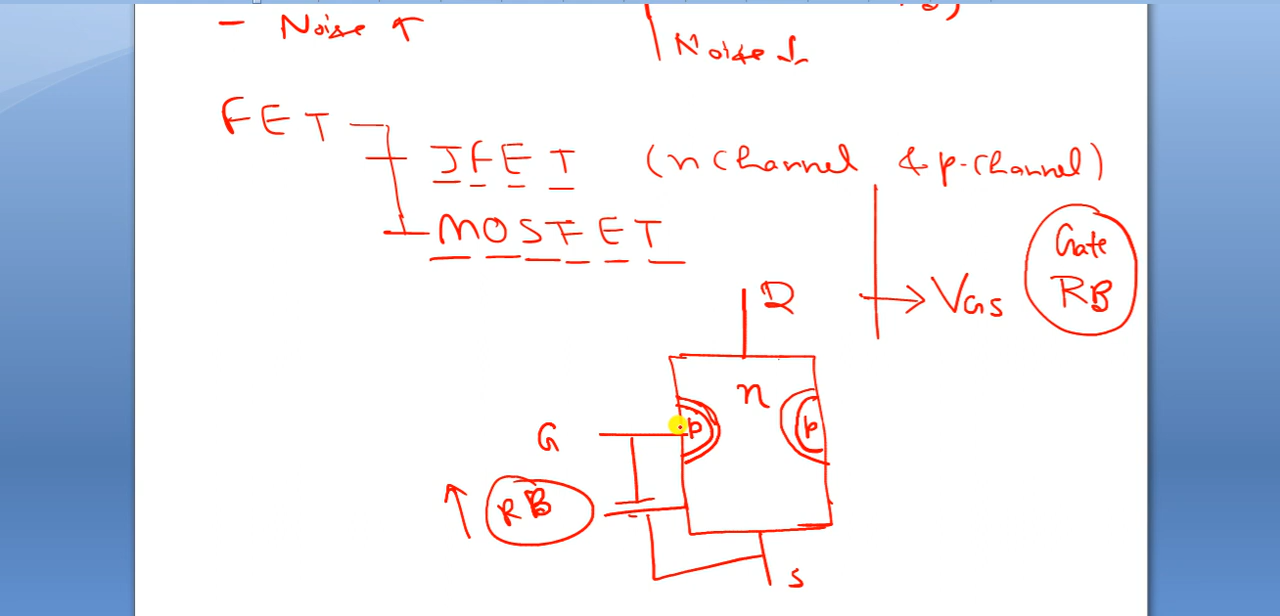 - Noise ↑
Noise ↓
FET
JFET (n channel & p-channel)
MOSFET
Gate
RB
→ VGS
D
n
p p
G
↑ RB
S